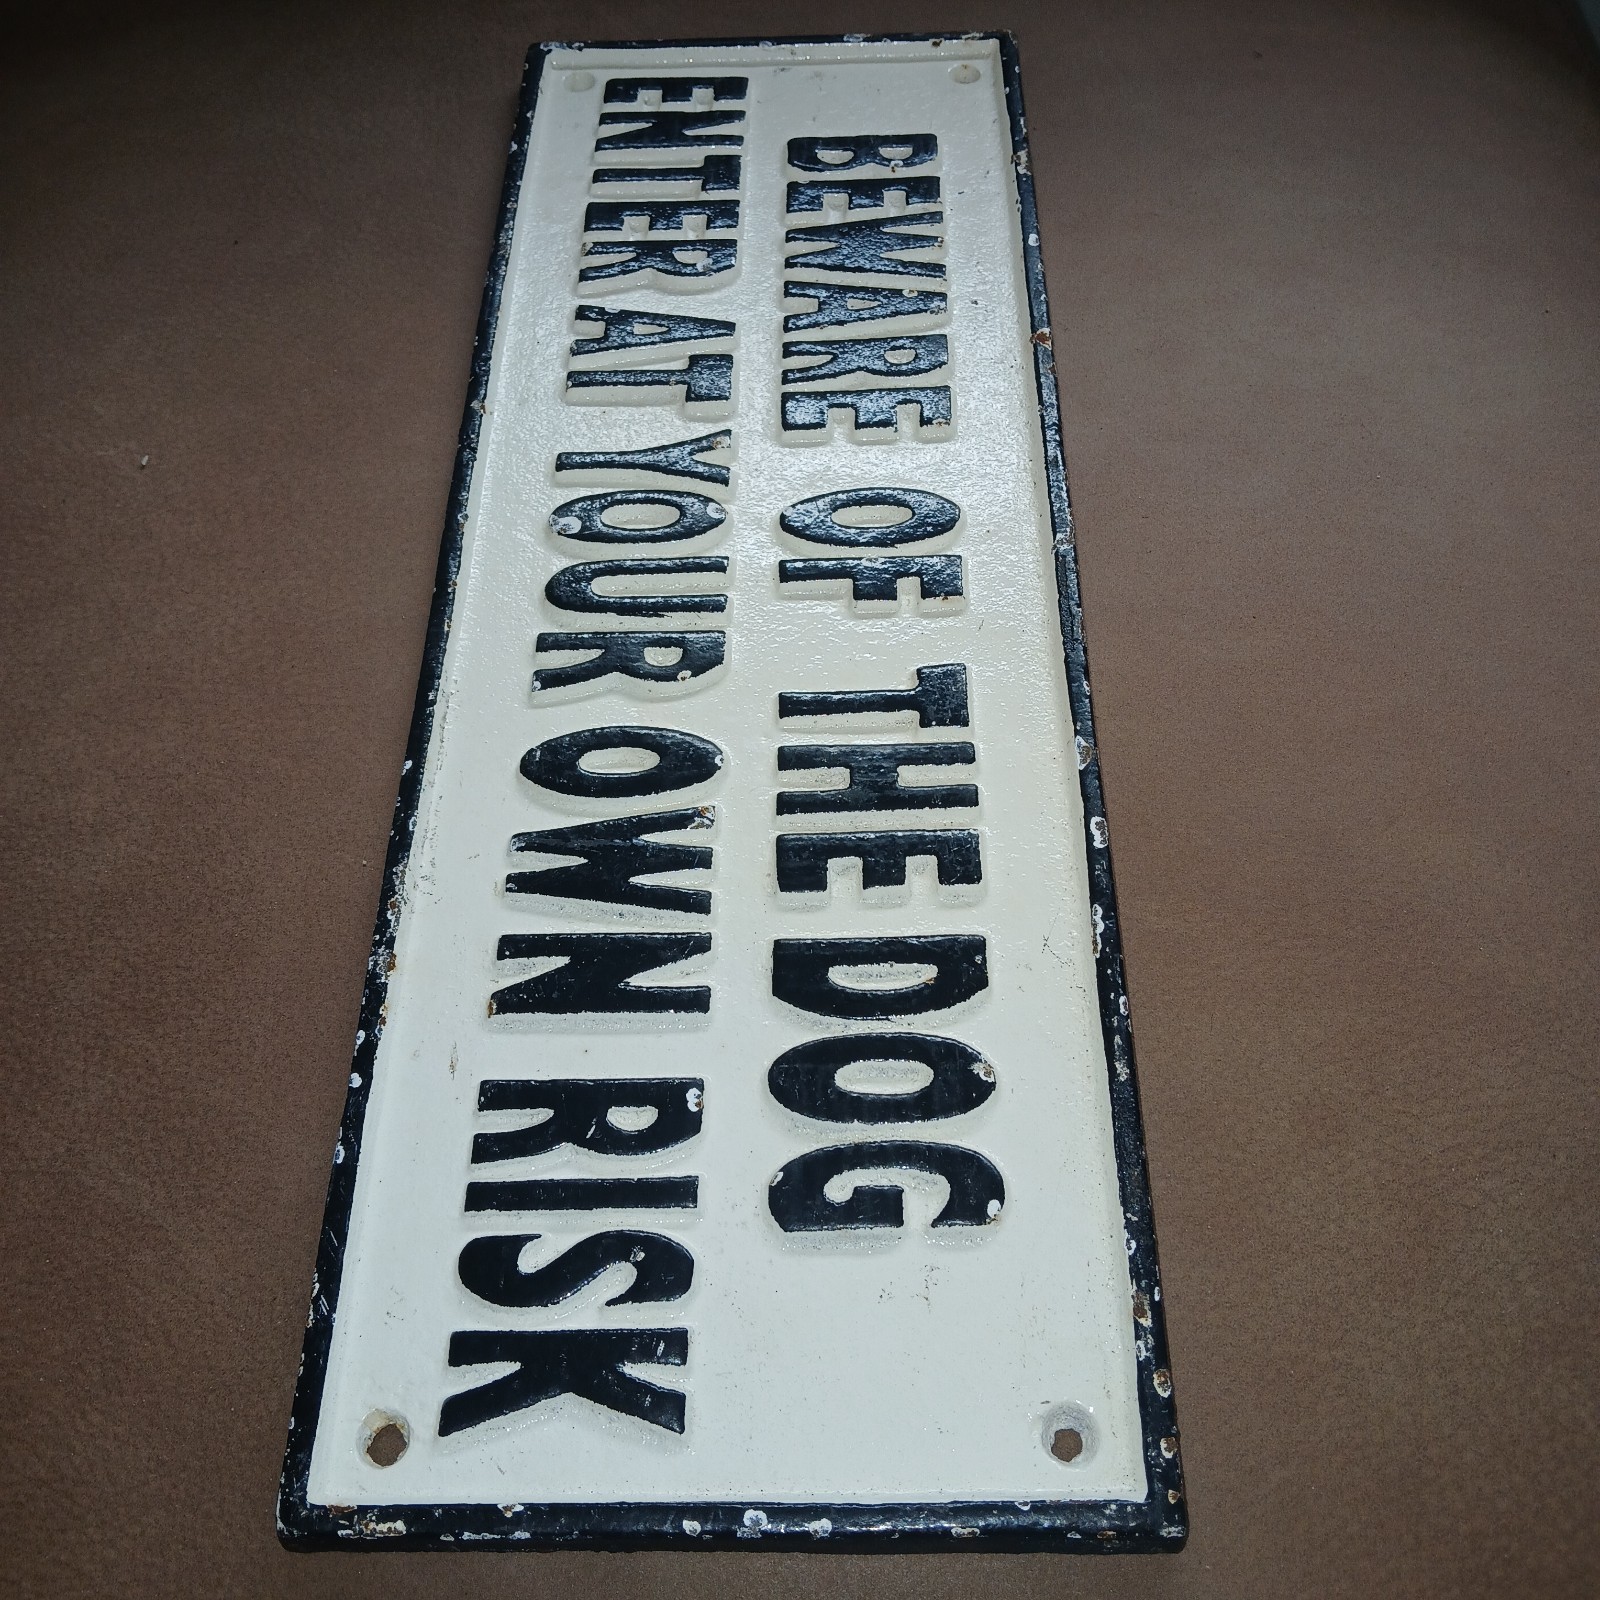 BEWARE OF THE DOG
ENTER AT YOUR OWN RISK